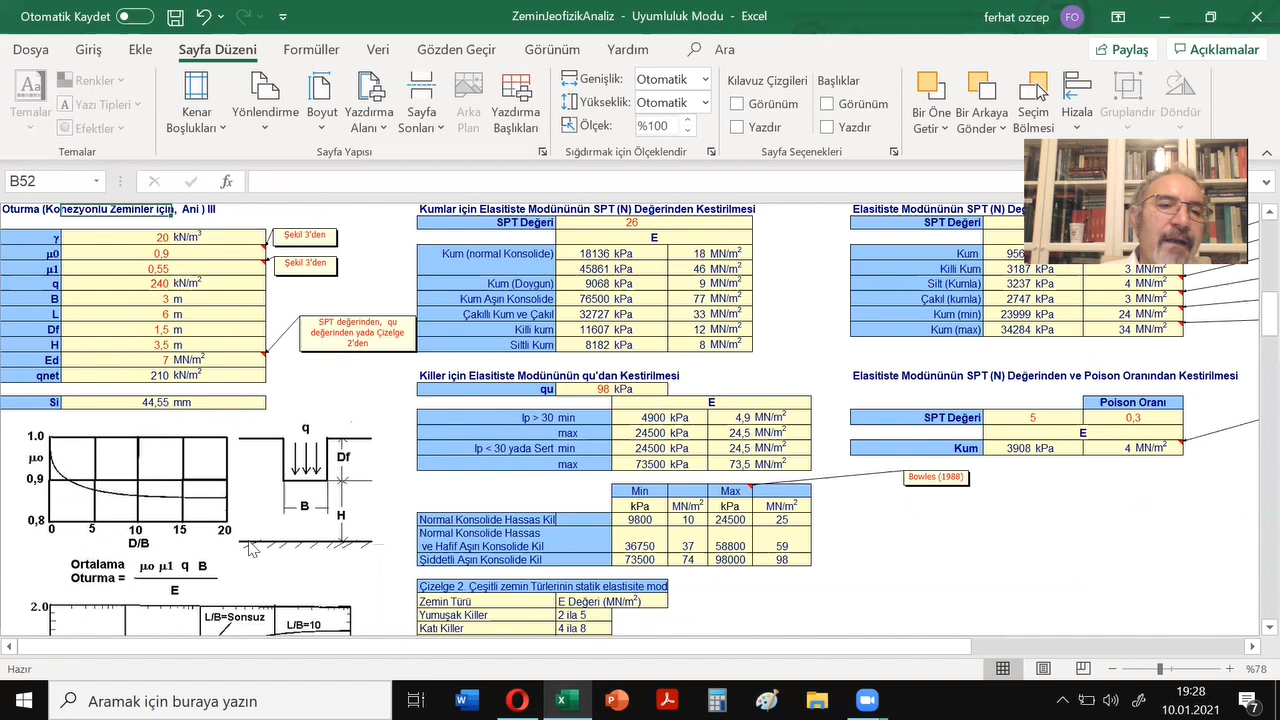 Otomatik Kaydet
ZeminJeofizikAnaliz - Uyumluluk Modu - Excel
ferhat ozcep FO
Dosya Giriş Ekle Sayfa Düzeni Formüller Veri Gözden Geçir Görünüm Yardım Ara Paylaş Açıklamalar
Temalar
Renkler
Yazı Tipleri
Efektler
Temalar
Kenar Boşlukları
Yönlendirme
Boyut
Yazdırma Alanı
Sayfa Sonları
Arka Plan
Yazdırma Başlıkları
Sayfa Yapısı
Genişlik: Otomatik
Yükseklik: Otomatik
Ölçek: %100
Sığdırmak için Ölçeklendir
Kılavuz Çizgileri Başlıklar
Görünüm Görünüm
Yazdır Yazdır
Sayfa Seçenekleri
Bir Öne Getir
Bir Arkaya Gönder
Seçim Bölmesi
Hizala
Gruplandır
Döndür
B52
fx
Oturma (Kohezyonlu Zeminler için, Ani ) III
γ 20 kN/m³
μ0 0,9
μ1 0,55
q 240 kN/m²
B 3 m
L 6 m
Df 1,5 m
H 3,5 m
Ed 7 MN/m²
qnet 210 kN/m²
Si 44,55 mm
Şekil 3'den
Şekil 3'den
SPT değerinden, qu
değerinden yada Çizelge
2'den
1.0
μo
0,9
0,8
0 5 10 15 20
D/B
q
Df
B
H
Ortalama
Oturma = μo μ1 q B
E
2.0
L/B=Sonsuz
L/B=10
Kumlar için Elasitiste Modününün SPT (N) Değerinden Kestirilmesi
SPT Değeri 26
E
Kum (normal Konsolide) 18136 kPa 18 MN/m²
45861 kPa 46 MN/m²
Kum (Doygun) 9068 kPa 9 MN/m²
Kum Aşırı Konsolide 76500 kPa 77 MN/m²
Çakıllı Kum ve Çakıl 32727 kPa 33 MN/m²
Killi kum 11607 kPa 12 MN/m²
Siltli Kum 8182 kPa 8 MN/m²
Killer için Elasitiste Modününün qu'dan Kestirilmesi
qu 98 kPa
E
Ip > 30 min 4900 kPa 4,9 MN/m²
max 24500 kPa 24,5 MN/m²
Ip < 30 yada Sert min 24500 kPa 24,5 MN/m²
max 73500 kPa 73,5 MN/m²
Bowles (1988)
Min Max
kPa MN/m² kPa MN/m²
Normal Konsolide Hassas Kil 9800 10 24500 25
Normal Konsolide Hassas
ve Hafif Aşırı Konsolide Kil 36750 37 58800 59
Şiddetli Aşırı Konsolide Kil 73500 74 98000 98
Çizelge 2. Çeşitli zemin Türlerinin statik elastisite mod
Zemin Türü E Değeri (MN/m²)
Yumuşak Killer 2 ila 5
Katı Killer 4 ila 8
Elasitiste Modününün SPT (N) Değ
SPT Değeri
Kum 956
Killi Kum 3187 kPa 3 MN/m²
Silt (Kumla) 3237 kPa 4 MN/m²
Çakıl (kumla) 2747 kPa 3 MN/m²
Kum (min) 23999 kPa 24 MN/m²
Kum (max) 34284 kPa 34 MN/m²
Elasitiste Modününün SPT (N) Değerinden ve Poison Oranından Kestirilmesi
Poison Oranı
SPT Değeri 5 0,3
E
Kum 3908 kPa 4 MN/m²
Hazır
%78
Aramak için buraya yazın
19:28
10.01.2021
7